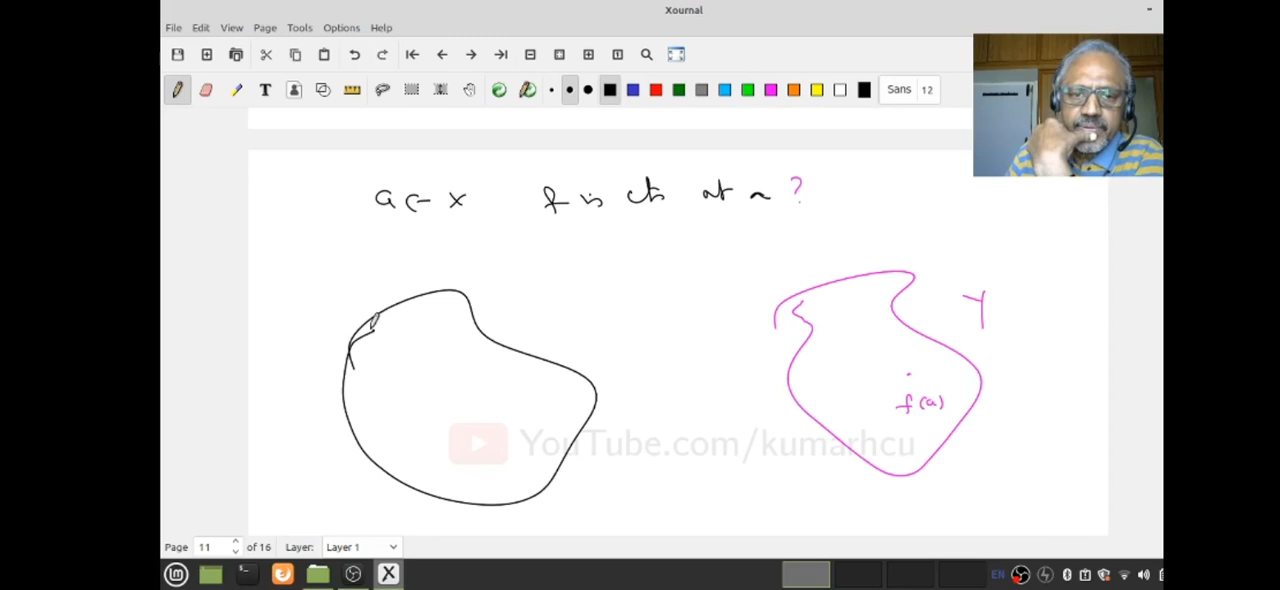 Xournal
File Edit View Page Tools Options Help
Sans 12
a ∈ X f is cts at a ?
Y
f(a)
YouTube.com/kumarhcu
Page 11 of 16 Layer: Layer 1
EN